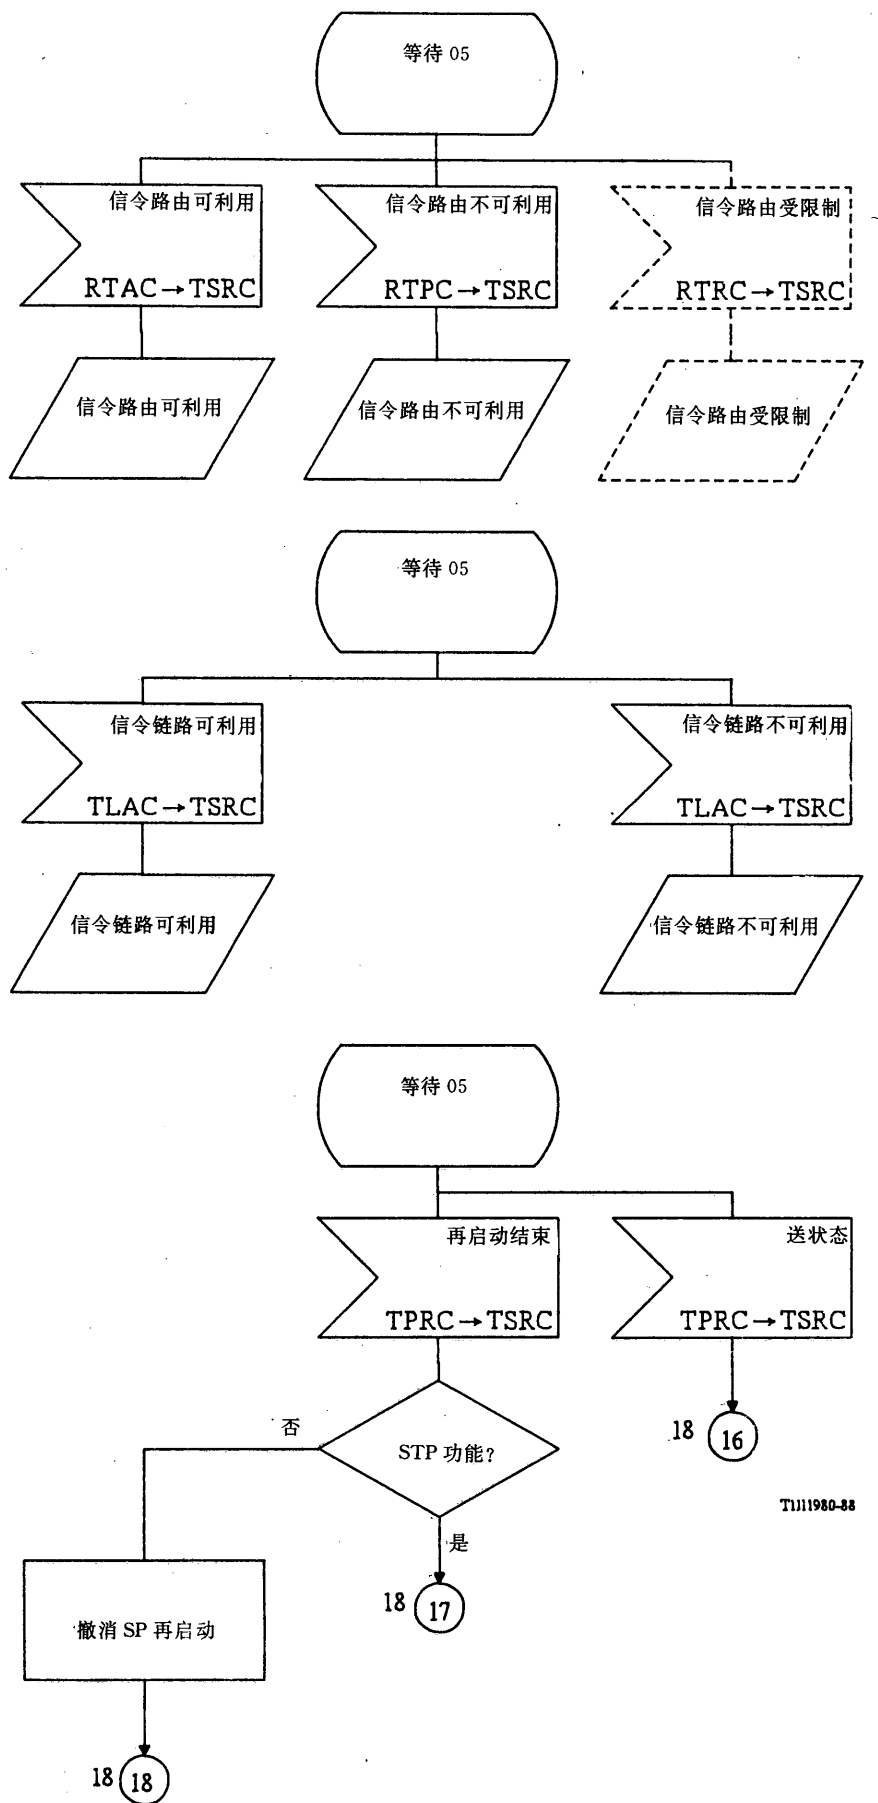 等待 05
信令路由可利用
RTAC→TSRC
信令路由不可利用
RTPC→TSRC
信令路由受限制
RTRC→TSRC
信令路由可利用
信令路由不可利用
信令路由受限制
等待 05
信令链路可利用
TLAC→TSRC
信令链路不可利用
TLAC→TSRC
信令链路可利用
信令链路不可利用
等待 05
再启动结束
TPRC→TSRC
送状态
TPRC→TSRC
否
STP 功能?
18
16
T1111980-88
是
18
17
撤消 SP 再启动
18
18